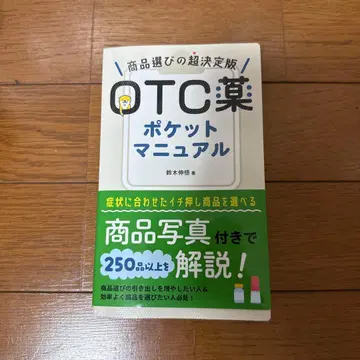 商品選びの超決定版
OTC薬
ポケット
マニュアル
鈴木伸悟 著
症状に合わせたイチ押し商品を選べる
商品写真付きで
250品以上を解説!
商品選びの引き出しを増やしたい人&
効率よく商品を選びたい人必見!